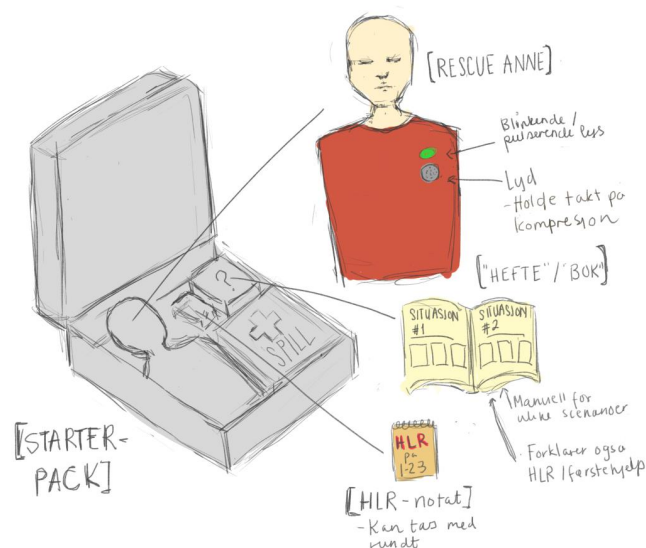 [RESCUE ANNE]
Blinkende /
pulserende lys
Lyd
- Holde takt på
kompresjon
["HEFTE"/"BOK"]
SITUASJON
#1
SITUASJON
#2
Manuell for
ulike scenarioer
- Forklarer også
HLR / førstehjelp
?
SPILL
[STARTER-
PACK]
HLR
på
1-2 3
[HLR-notat]
- Kan tas med
rundt